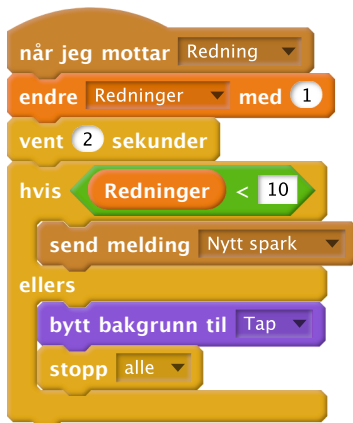 når jeg mottar Redning
endre Redninger med 1
vent 2 sekunder
hvis Redninger < 10
send melding Nytt spark
ellers
bytt bakgrunn til Tap
stopp alle